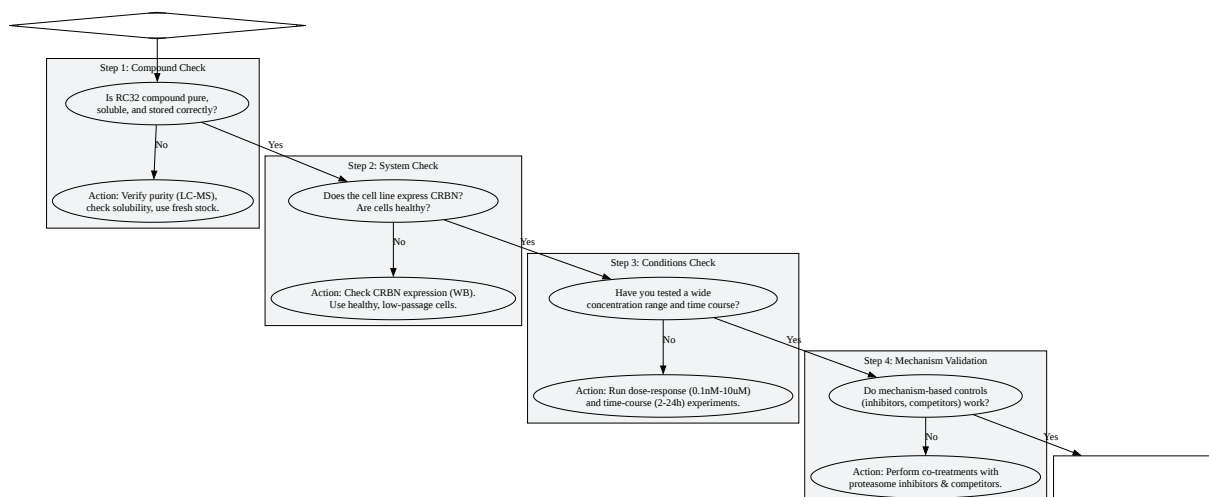 Step 1: Compound Check
Is RC32 compound pure,
soluble, and stored correctly?
No
Yes
Action: Verify purity (LC-MS),
check solubility, use fresh stock.
Step 2: System Check
Does the cell line express CRBN?
Are cells healthy?
No
Yes
Action: Check CRBN expression (WB).
Use healthy, low-passage cells.
Step 3: Conditions Check
Have you tested a wide
concentration range and time course?
No
Yes
Action: Run dose-response (0.1nM-10uM)
and time-course (2-24h) experiments.
Step 4: Mechanism Validation
Do mechanism-based controls
(inhibitors, competitors) work?
No
Yes
Action: Perform co-treatments with
proteasome inhibitors & competitors.